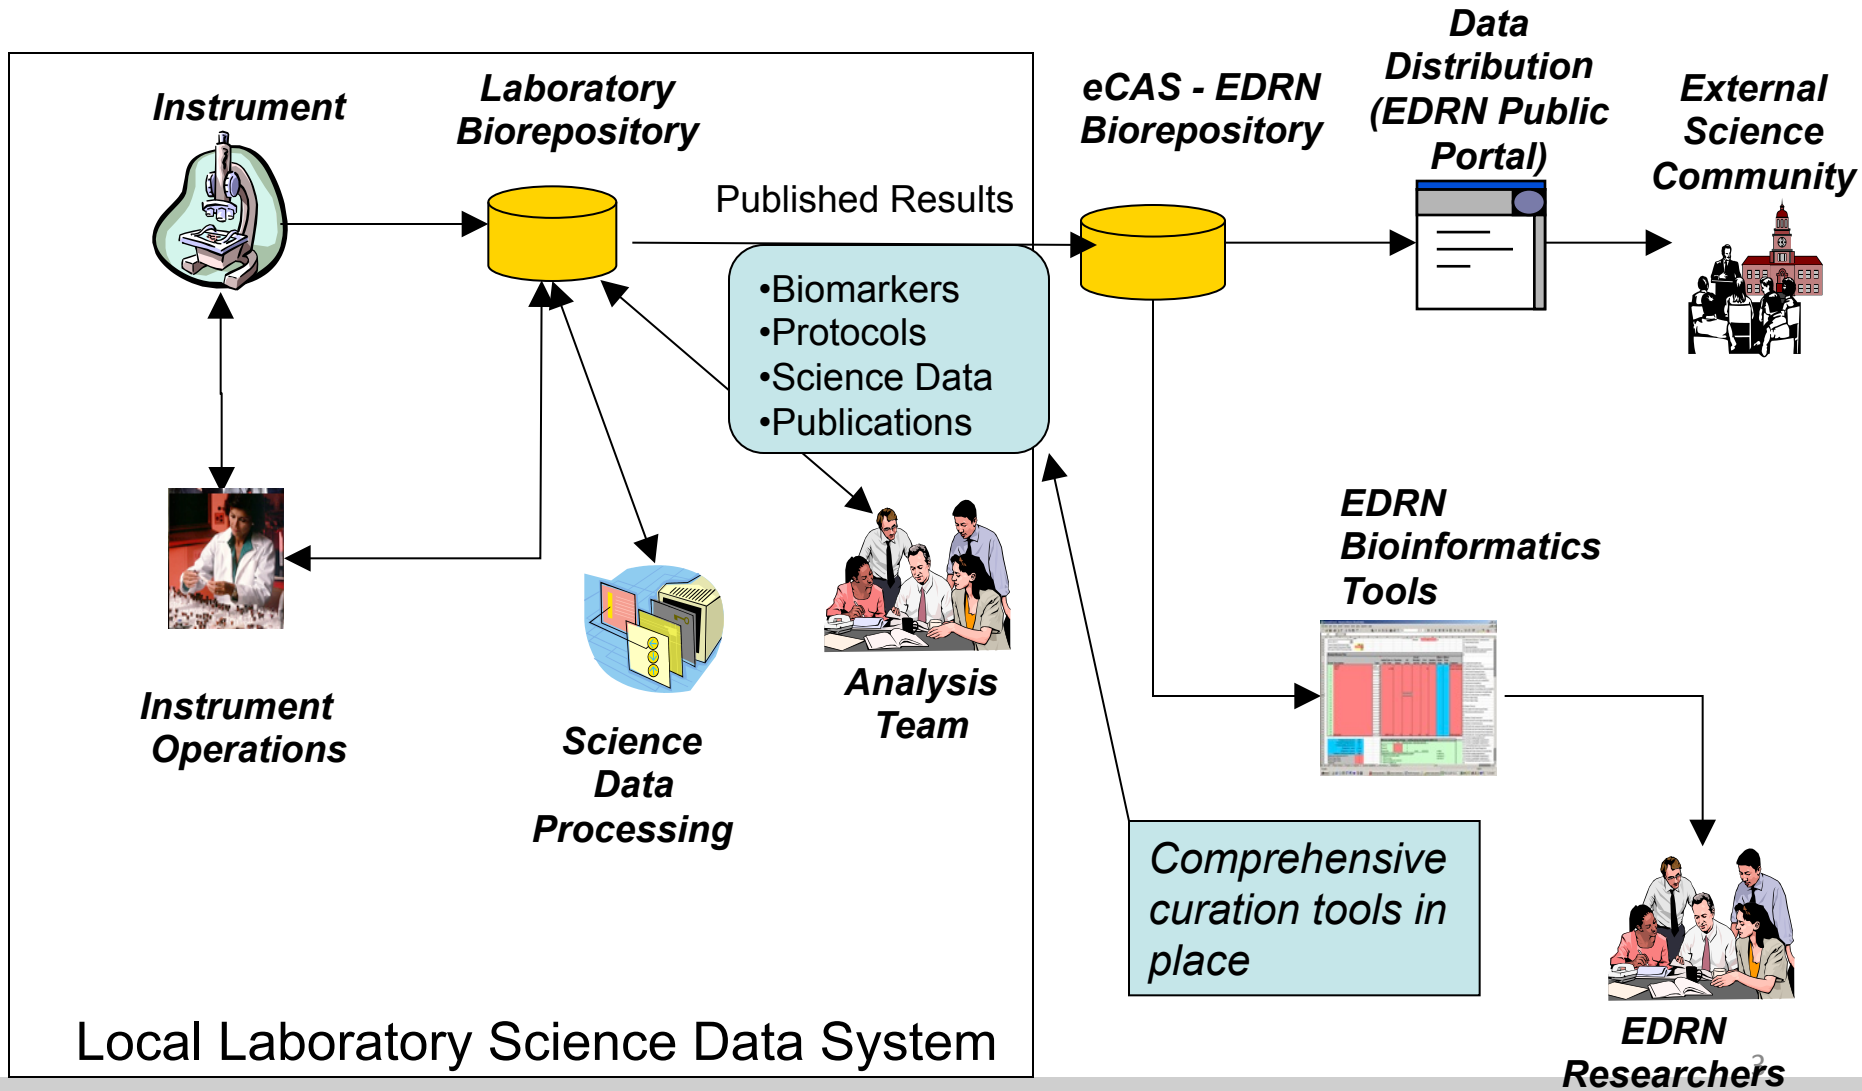 Instrument
Laboratory
Biorepository
eCAS - EDRN
Biorepository
Data
Distribution
(EDRN Public
Portal)
External
Science
Community
Published Results
•Biomarkers
•Protocols
•Science Data
•Publications
EDRN
Bioinformatics
Tools
Instrument
Operations
Science
Data
Processing
Analysis
Team
Comprehensive
curation tools in
place
EDRN
Researchers
Local Laboratory Science Data System
3